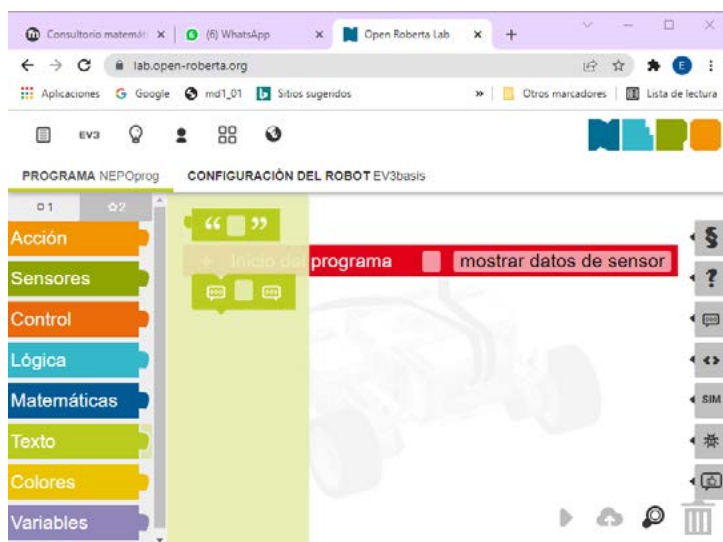 Consultorio matemáti
(6) WhatsApp
Open Roberta Lab
lab.open-roberta.org
E
Aplicaciones
Google
md1_01
Sitios sugeridos
»
Otros marcadores
Lista de lectura
EV3
NEPO
PROGRAMA NEPOprog
CONFIGURACIÓN DEL ROBOT EV3basis
1
2
Acción
Sensores
Control
Lógica
Matemáticas
Texto
Colores
Variables
“ ”
+ Inicio del programa
mostrar datos de sensor
§
?
<>
SIM